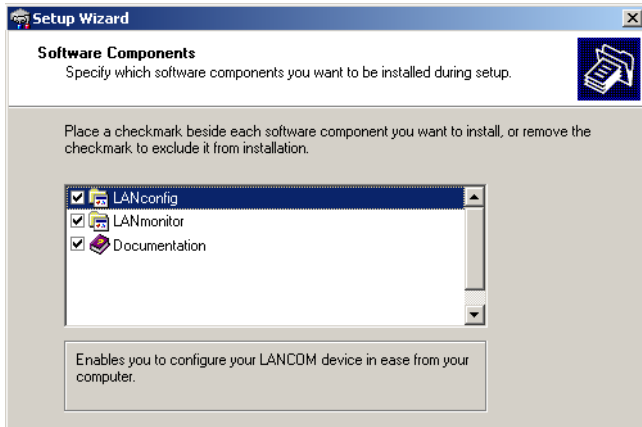 Setup Wizard
Software Components
Specify which software components you want to be installed during setup.
Place a checkmark beside each software component you want to install, or remove the
checkmark to exclude it from installation.
LANconfig
LANmonitor
Documentation
Enables you to configure your LANCOM device in ease from your
computer.